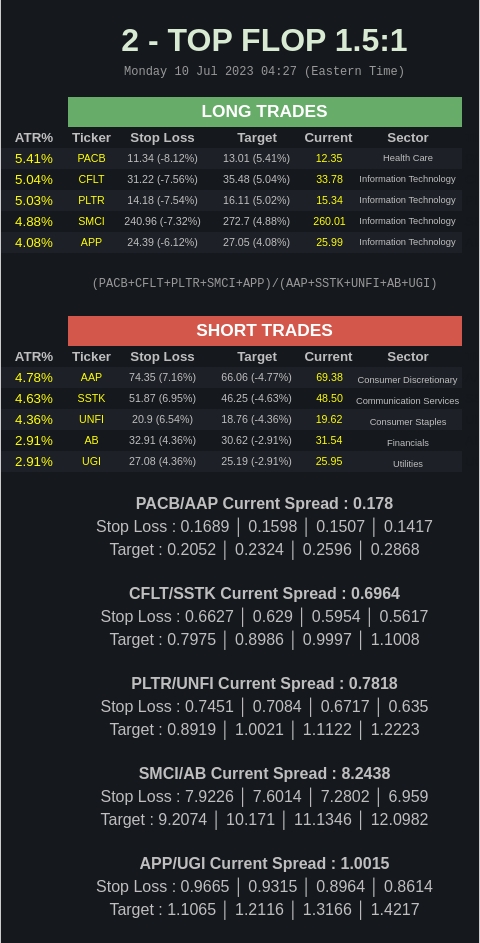 2 - TOP FLOP 1.5:1
Monday 10 Jul 2023 04:27 (Eastern Time)
LONG TRADES
ATR% Ticker Stop Loss Target Current Sector
5.41% PACB 11.34 (-8.12%) 13.01 (5.41%) 12.35 Health Care
5.04% CFLT 31.22 (-7.56%) 35.48 (5.04%) 33.78 Information Technology
5.03% PLTR 14.18 (-7.54%) 16.11 (5.02%) 15.34 Information Technology
4.88% SMCI 240.96 (-7.32%) 272.7 (4.88%) 260.01 Information Technology
4.08% APP 24.39 (-6.12%) 27.05 (4.08%) 25.99 Information Technology
(PACB+CFLT+PLTR+SMCI+APP)/(AAP+SSTK+UNFI+AB+UGI)
SHORT TRADES
ATR% Ticker Stop Loss Target Current Sector
4.78% AAP 74.35 (7.16%) 66.06 (-4.77%) 69.38 Consumer Discretionary
4.63% SSTK 51.87 (6.95%) 46.25 (-4.63%) 48.50 Communication Services
4.36% UNFI 20.9 (6.54%) 18.76 (-4.36%) 19.62 Consumer Staples
2.91% AB 32.91 (4.36%) 30.62 (-2.91%) 31.54 Financials
2.91% UGI 27.08 (4.36%) 25.19 (-2.91%) 25.95 Utilities
PACB/AAP Current Spread : 0.178
Stop Loss : 0.1689 │ 0.1598 │ 0.1507 │ 0.1417
Target : 0.2052 │ 0.2324 │ 0.2596 │ 0.2868
CFLT/SSTK Current Spread : 0.6964
Stop Loss : 0.6627 │ 0.629 │ 0.5954 │ 0.5617
Target : 0.7975 │ 0.8986 │ 0.9997 │ 1.1008
PLTR/UNFI Current Spread : 0.7818
Stop Loss : 0.7451 │ 0.7084 │ 0.6717 │ 0.635
Target : 0.8919 │ 1.0021 │ 1.1122 │ 1.2223
SMCI/AB Current Spread : 8.2438
Stop Loss : 7.9226 │ 7.6014 │ 7.2802 │ 6.959
Target : 9.2074 │ 10.171 │ 11.1346 │ 12.0982
APP/UGI Current Spread : 1.0015
Stop Loss : 0.9665 │ 0.9315 │ 0.8964 │ 0.8614
Target : 1.1065 │ 1.2116 │ 1.3166 │ 1.4217